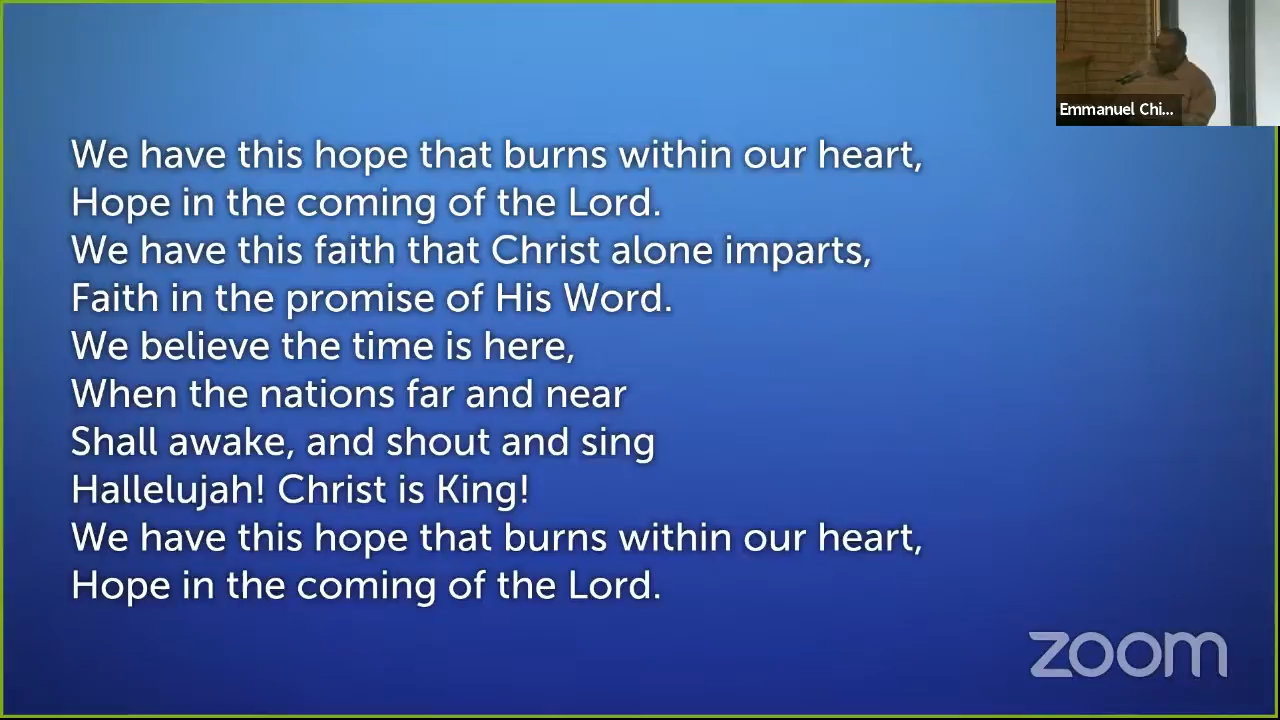 We have this hope that burns within our heart,
Hope in the coming of the Lord.
We have this faith that Christ alone imparts,
Faith in the promise of His Word.
We believe the time is here,
When the nations far and near
Shall awake, and shout and sing
Hallelujah! Christ is King!
We have this hope that burns within our heart,
Hope in the coming of the Lord.
Emmanuel Chi...
zoom